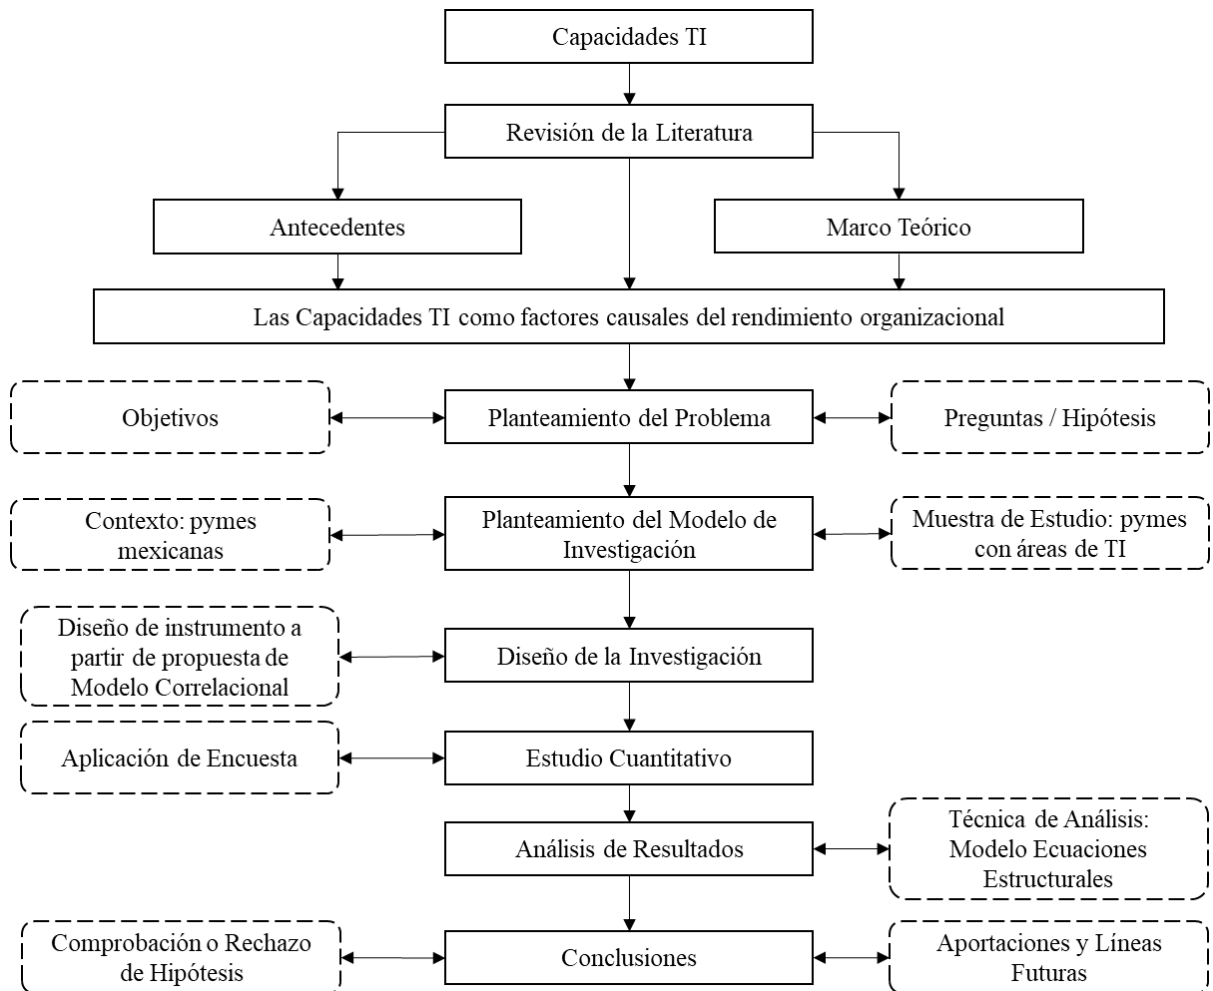 Capacidades TI
Revisión de la Literatura
Antecedentes
Marco Teórico
Las Capacidades TI como factores causales del rendimiento organizacional
Objetivos
Planteamiento del Problema
Preguntas / Hipótesis
Contexto: pymes
mexicanas
Planteamiento del Modelo de
Investigación
Muestra de Estudio: pymes
con áreas de TI
Diseño de instrumento a
partir de propuesta de
Modelo Correlacional
Diseño de la Investigación
Aplicación de Encuesta
Estudio Cuantitativo
Análisis de Resultados
Técnica de Análisis:
Modelo Ecuaciones
Estructurales
Comprobación o Rechazo
de Hipótesis
Conclusiones
Aportaciones y Líneas
Futuras